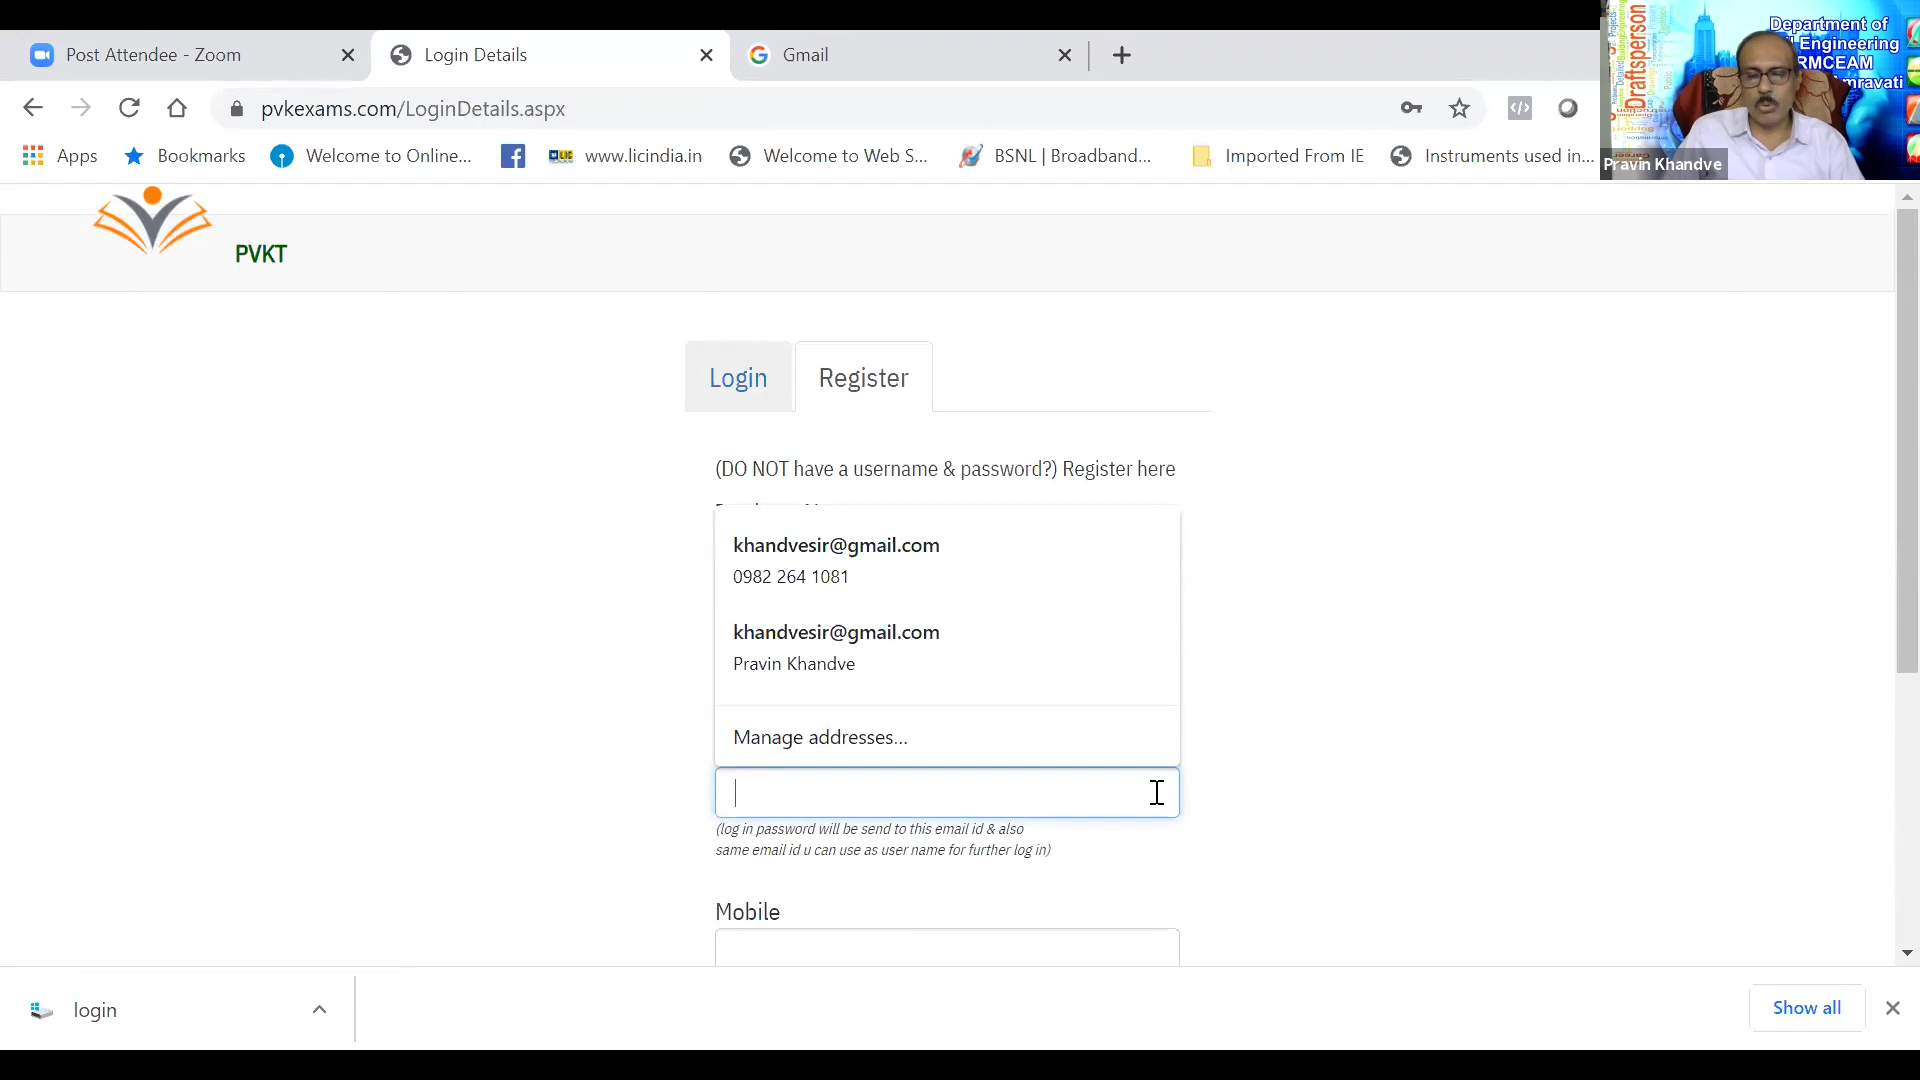 Post Attendee - Zoom
Login Details
Gmail
pvkexams.com/LoginDetails.aspx
Apps
Bookmarks
Welcome to Online...
LIC
www.licindia.in
Welcome to Web S...
BSNL | Broadband...
Imported From IE
Instruments used in...
Draftsperson
Department of
Engineering
RMCEAM
mravati
Pravin Khandve
PVKT
Login
Register
(DO NOT have a username & password?) Register here
khandvesir@gmail.com
0982 264 1081
khandvesir@gmail.com
Pravin Khandve
Manage addresses...
(log in password will be send to this email id & also
same email id u can use as user name for further log in)
Mobile
login
Show all